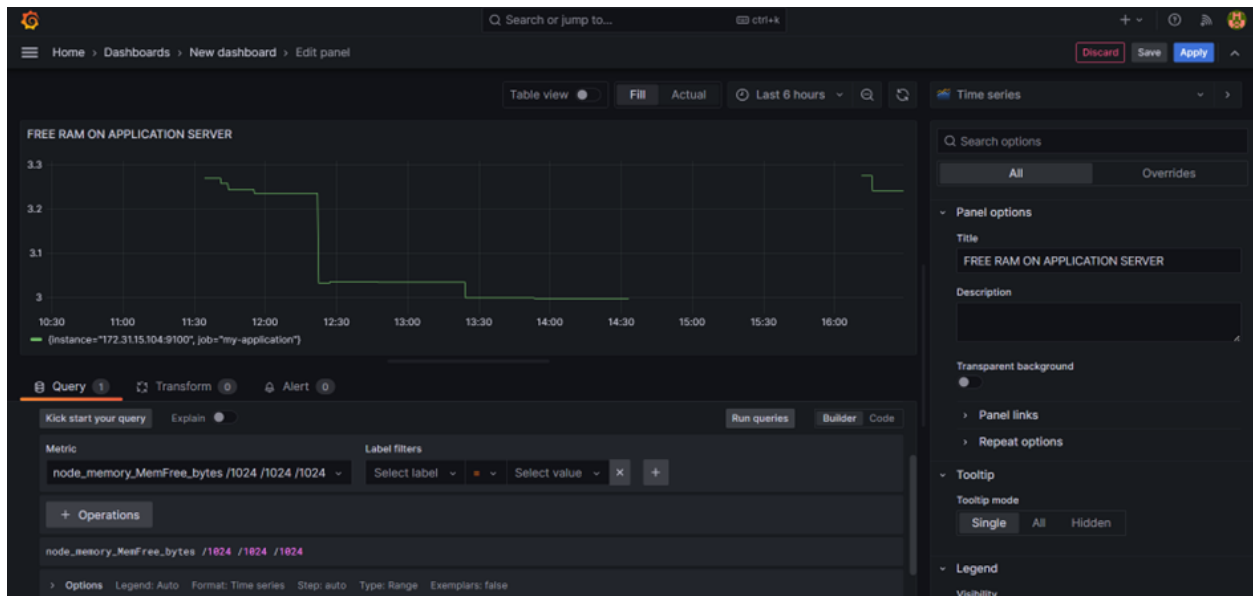 Search or jump to... ctrl+k
Home › Dashboards › New dashboard › Edit panel
Discard Save Apply
Table view Fill Actual Last 6 hours
Time series
FREE RAM ON APPLICATION SERVER
3.3
3.2
3.1
3
10:30 11:00 11:30 12:00 12:30 13:00 13:30 14:00 14:30 15:00 15:30 16:00
{instance="172.31.15.104:9100", job="my-application"}
Query 1 Transform 0 Alert 0
Kick start your query Explain Run queries Builder Code
Metric Label filters
node_memory_MemFree_bytes /1024 /1024 /1024 Select label = Select value × +
+ Operations
node_memory_MemFree_bytes /1024 /1024 /1024
› Options Legend: Auto Format: Time series Step: auto Type: Range Exemplars: false
Search options
All Overrides
Panel options
Title
FREE RAM ON APPLICATION SERVER
Description
Transparent background
› Panel links
› Repeat options
Tooltip
Tooltip mode
Single All Hidden
Legend
Visibility